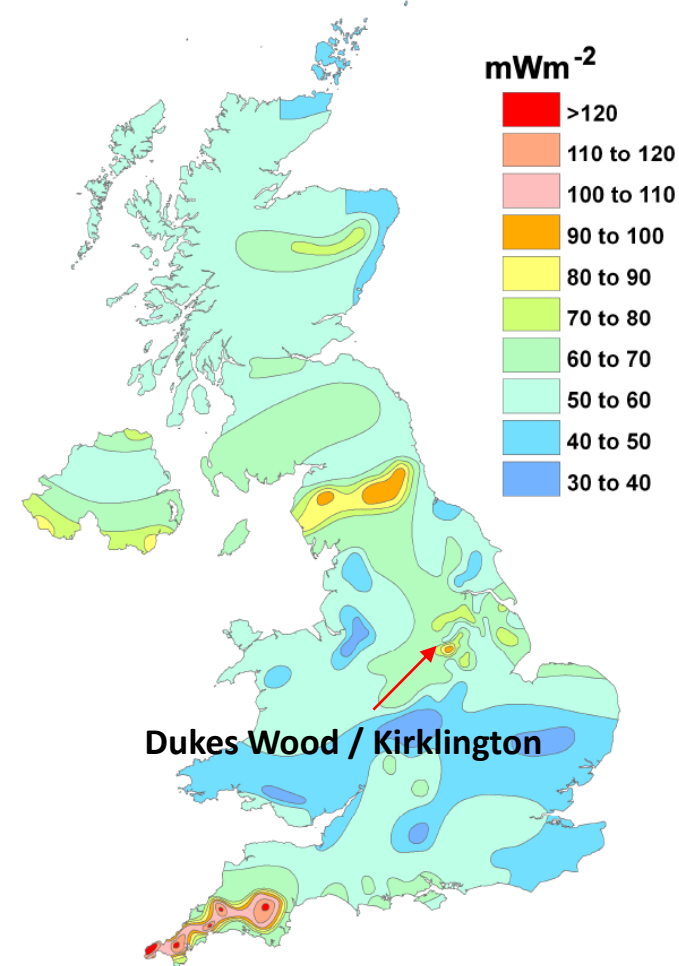 mWm-2
>120
110 to 120
100 to 110
90 to 100
80 to 90
70 to 80
60 to 70
50 to 60
40 to 50
30 to 40
Dukes Wood / Kirklington